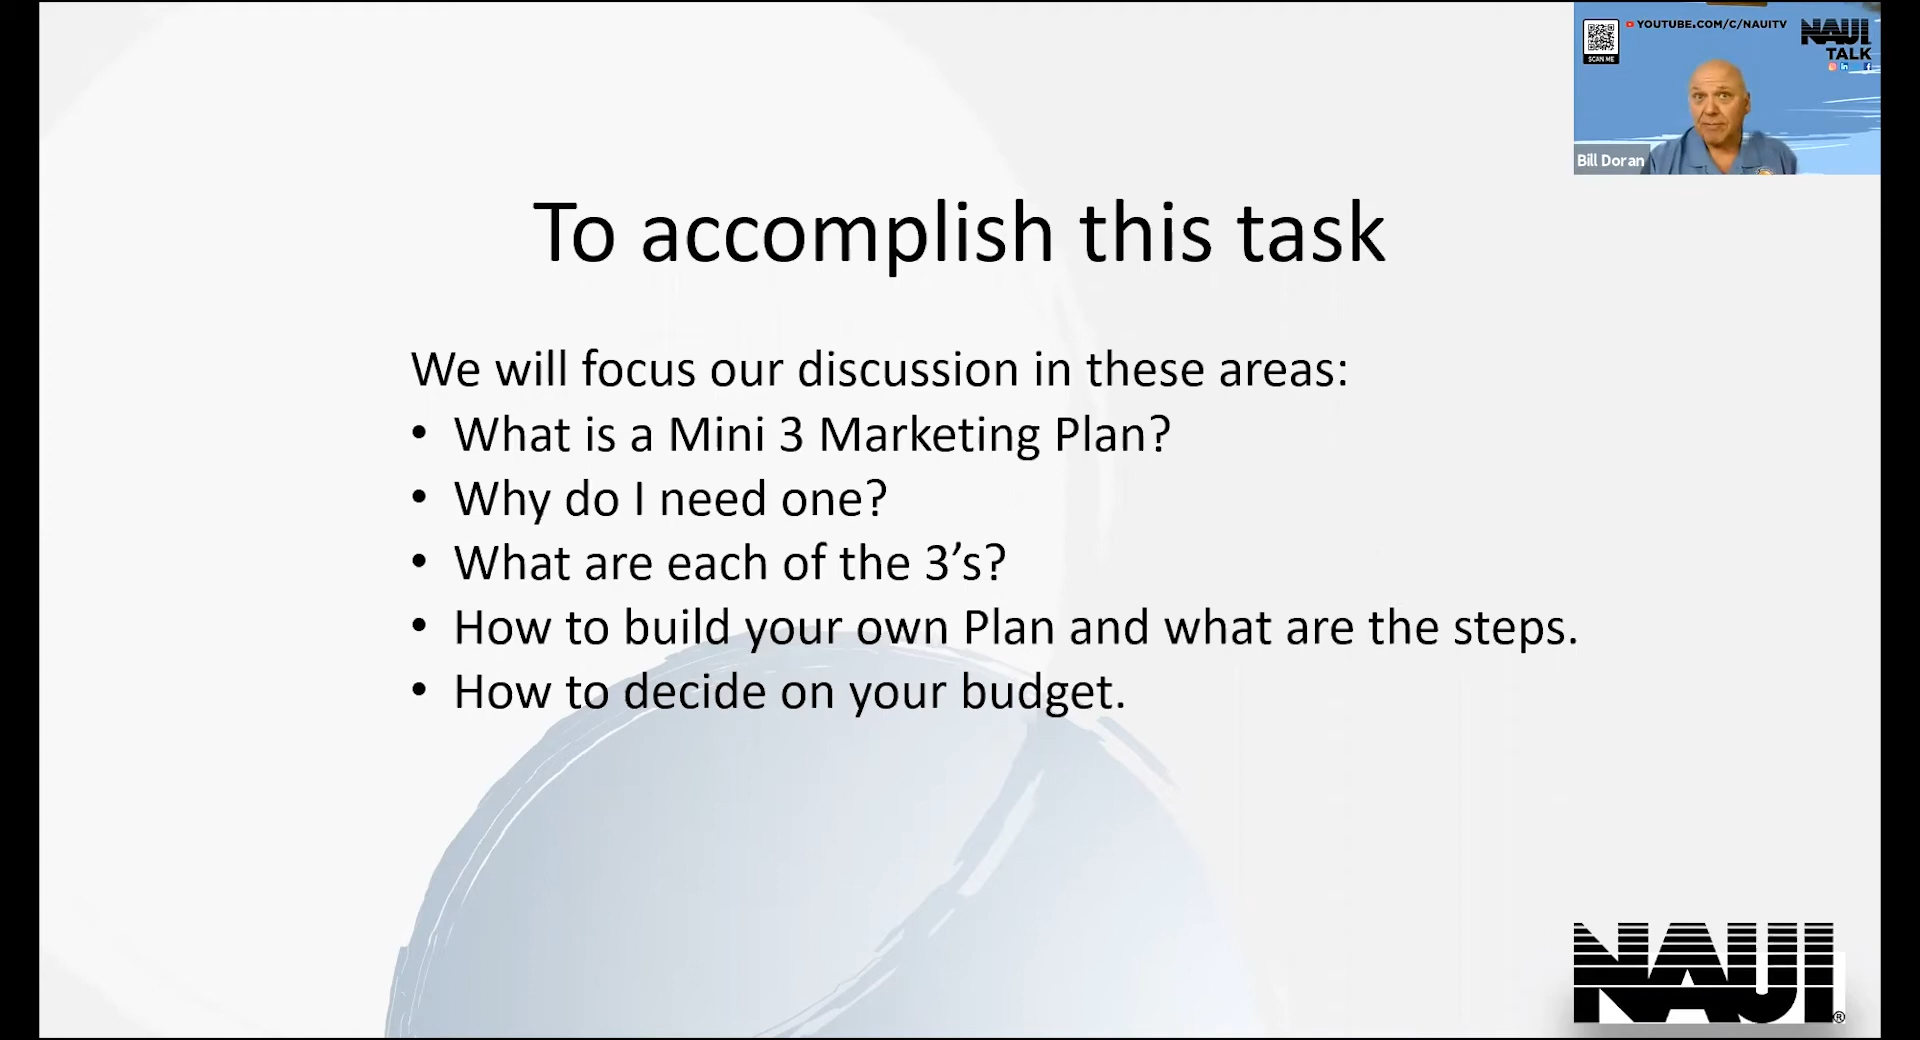 YOUTUBE.COM/C/NAUITV
NAUI
TALK
SCAN ME
Bill Doran
To accomplish this task
We will focus our discussion in these areas:
• What is a Mini 3 Marketing Plan?
• Why do I need one?
• What are each of the 3’s?
• How to build your own Plan and what are the steps.
• How to decide on your budget.
NAUI®